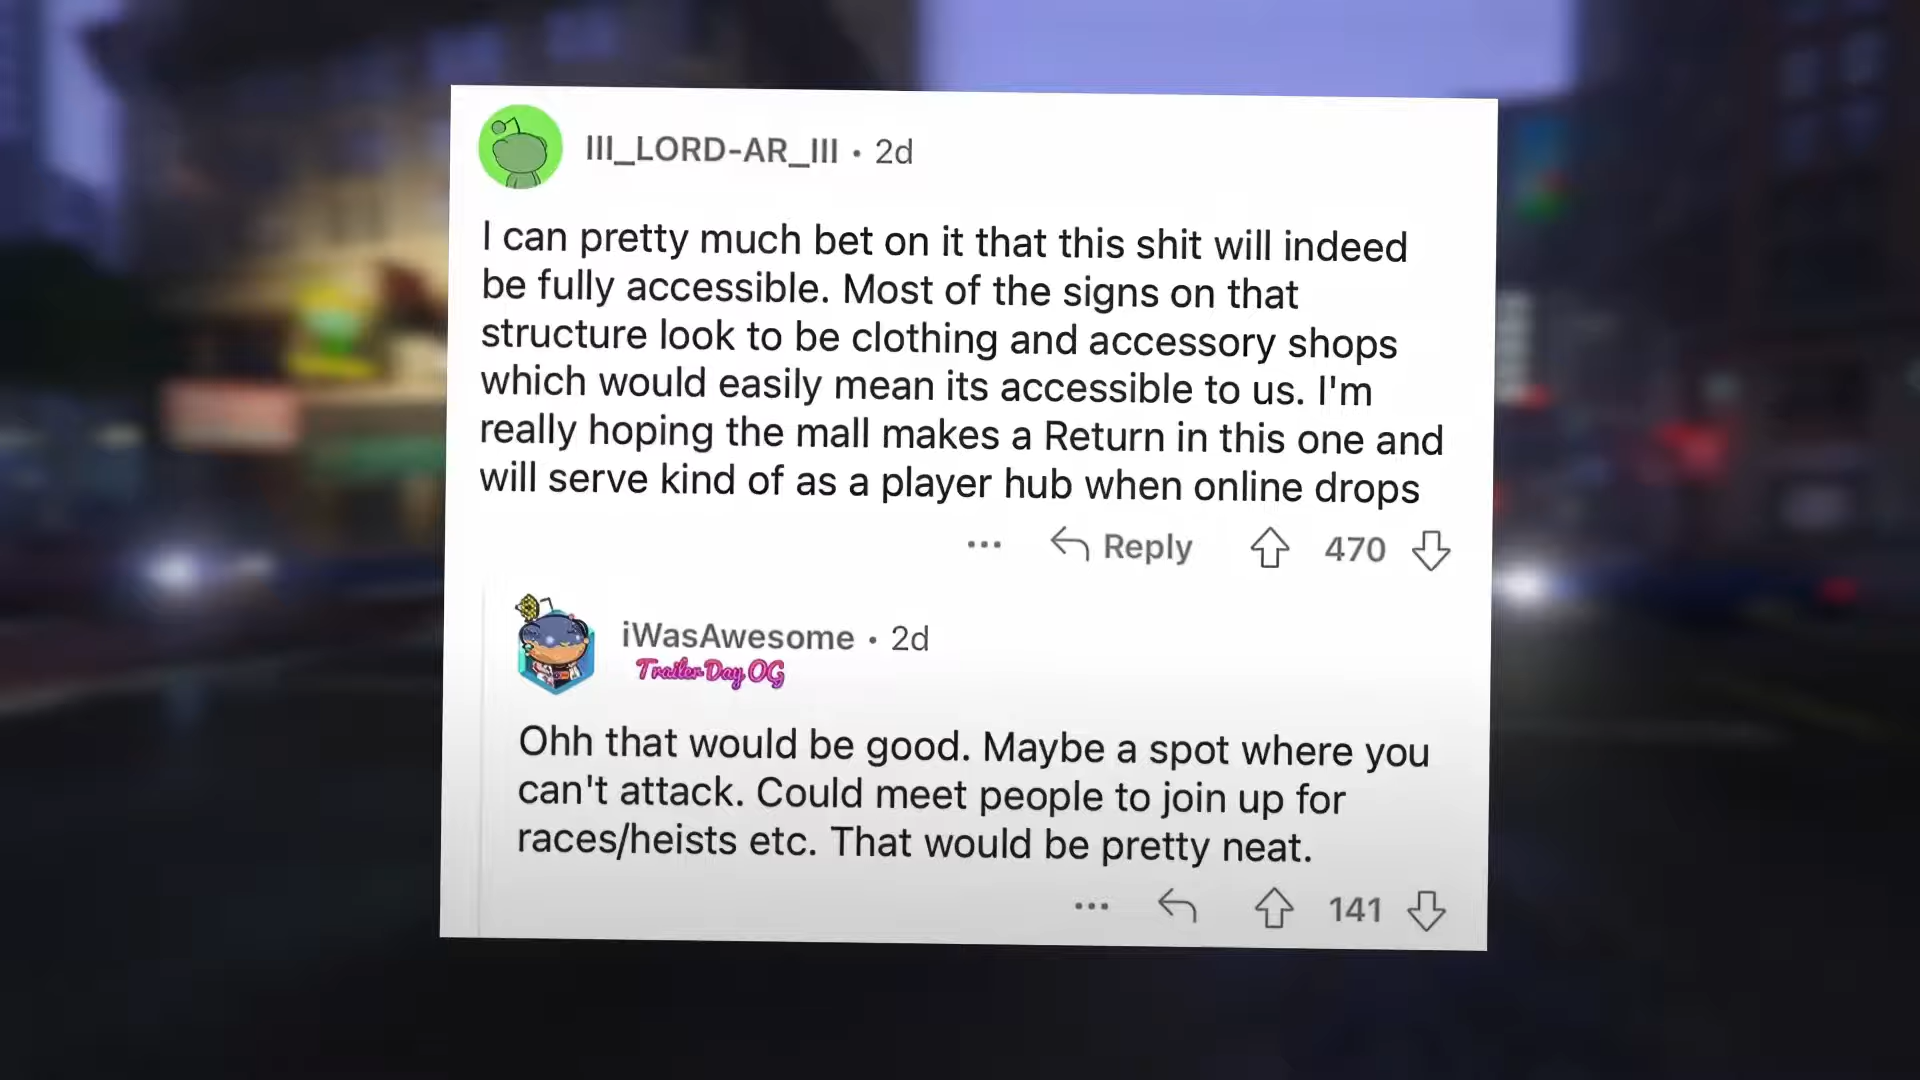 III_LORD-AR_III • 2d
I can pretty much bet on it that this shit will indeed
be fully accessible. Most of the signs on that
structure look to be clothing and accessory shops
which would easily mean its accessible to us. I'm
really hoping the mall makes a Return in this one and
will serve kind of as a player hub when online drops
... Reply 470
iWasAwesome • 2d
Trailer Day OG
Ohh that would be good. Maybe a spot where you
can't attack. Could meet people to join up for
races/heists etc. That would be pretty neat.
... 141